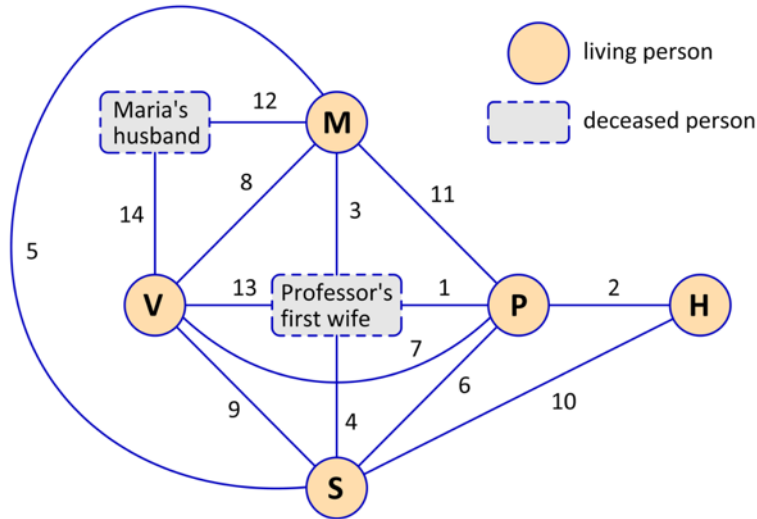 M
living person
Maria's
husband
12
deceased person
8
11
14
3
5
V
13
Professor's
first wife
1
P
2
H
7
9
4
6
10
S